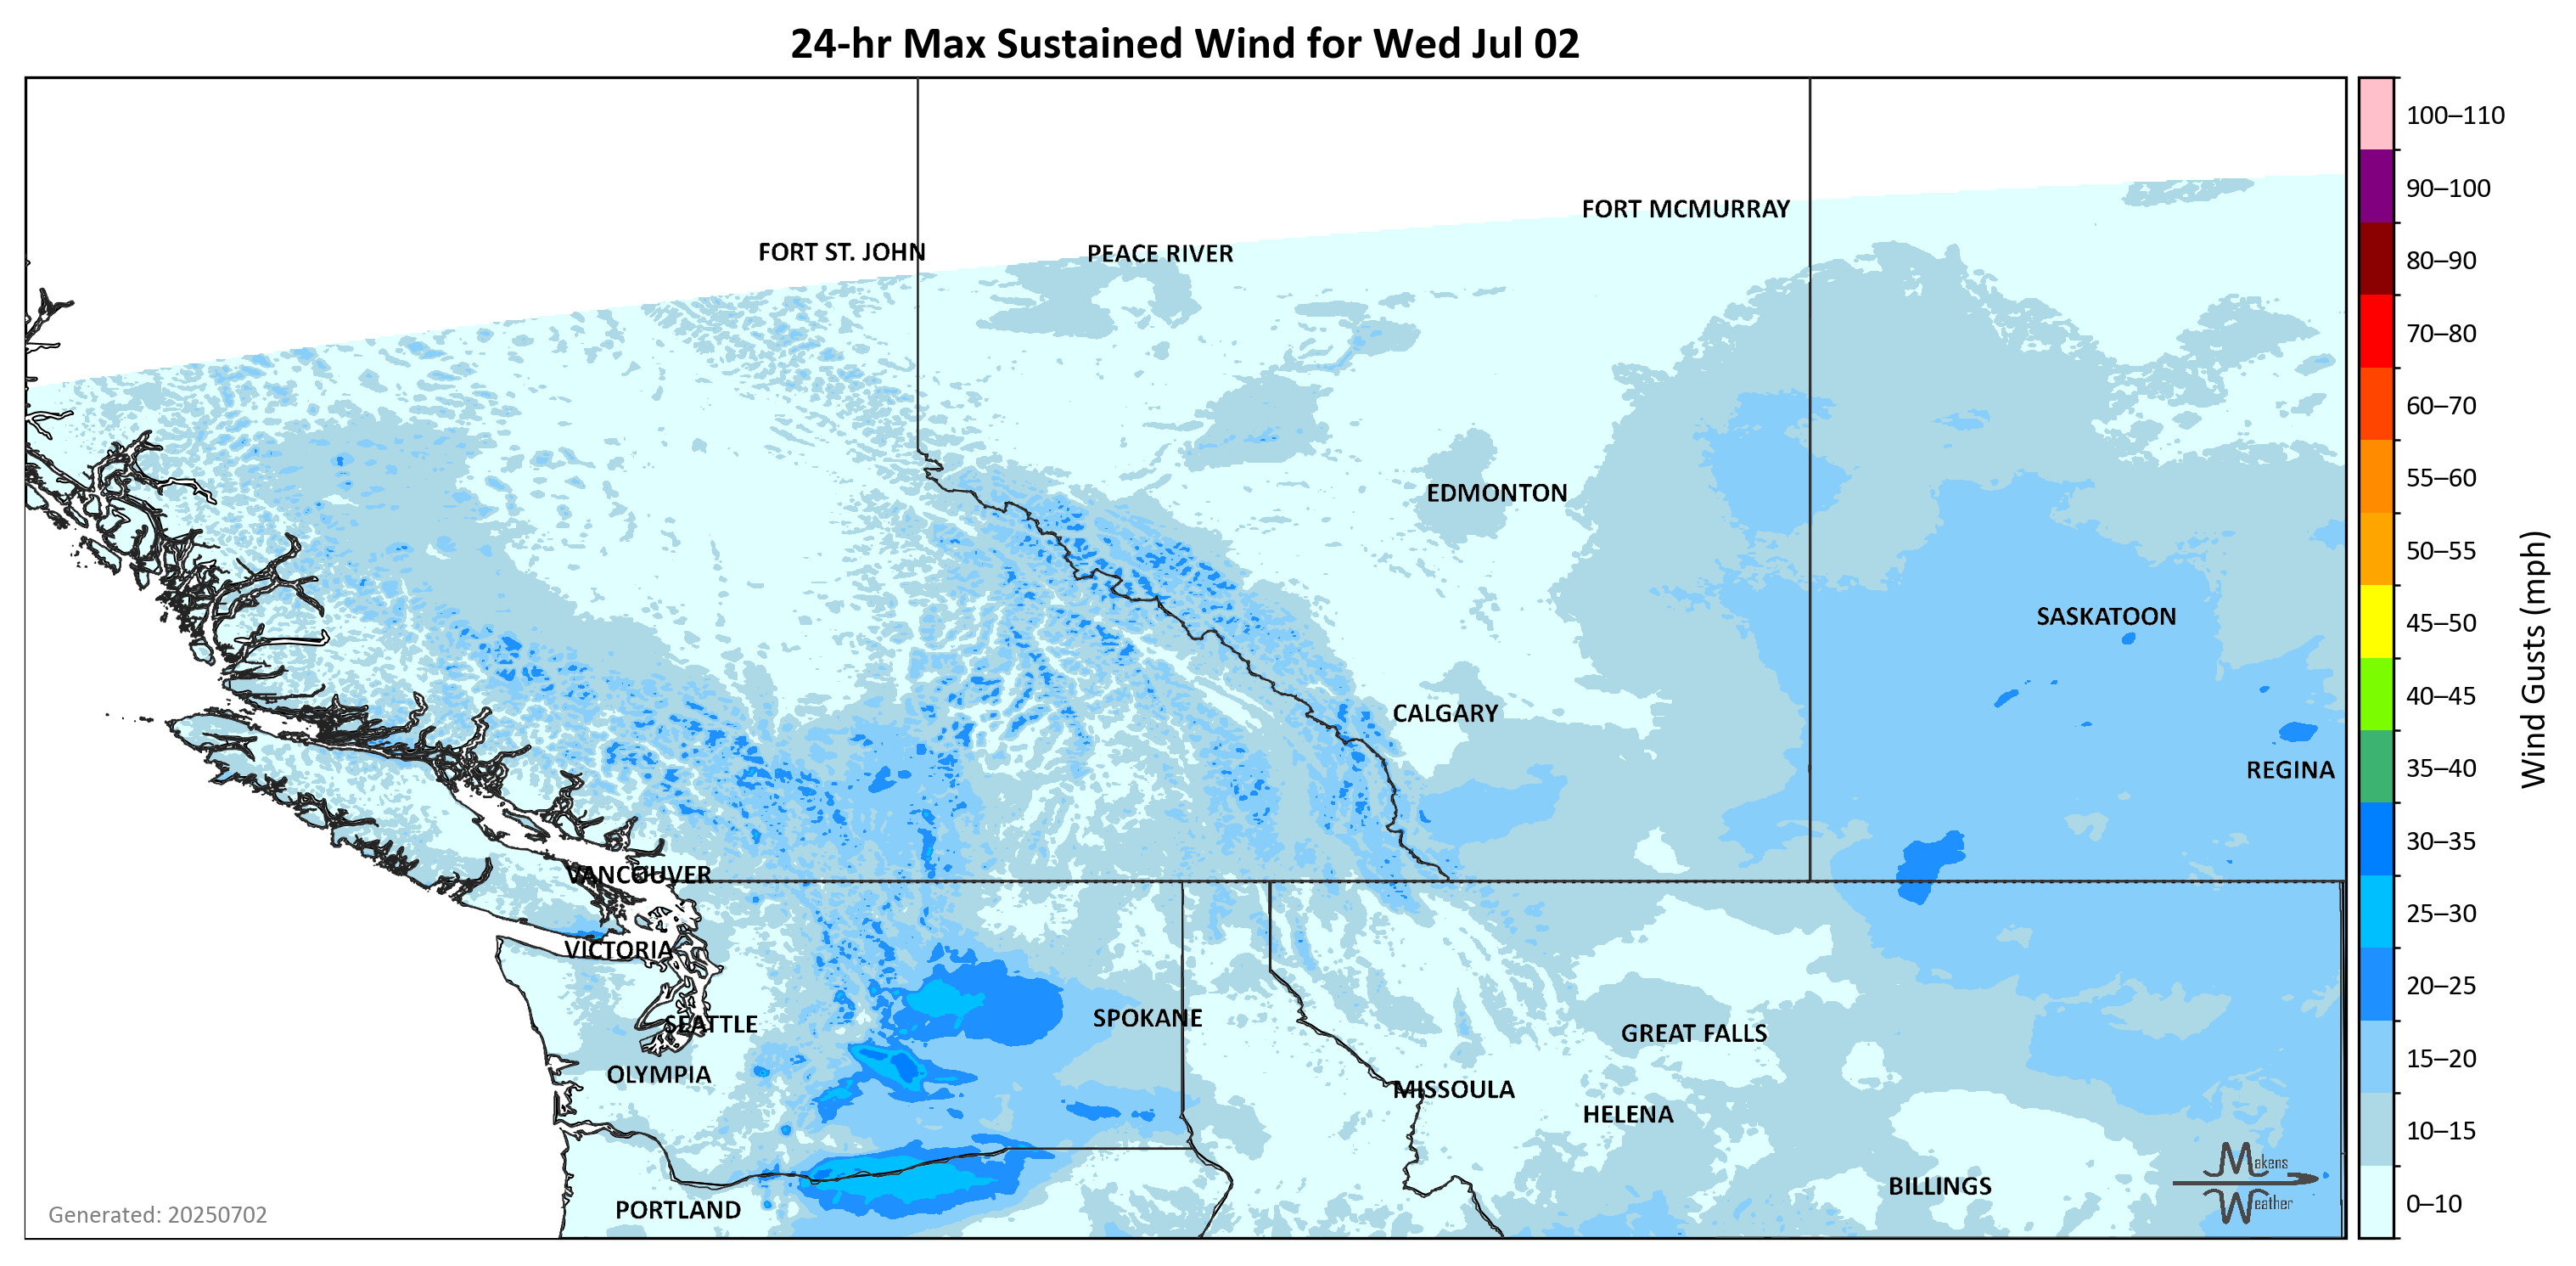 24-hr Max Sustained Wind for Wed Jul 02
100–110
90–100
80–90
70–80
60–70
55–60
50–55
45–50
40–45
35–40
30–35
25–30
20–25
15–20
10–15
0–10
Wind Gusts (mph)
FORT MCMURRAY
FORT ST. JOHN
PEACE RIVER
EDMONTON
SASKATOON
CALGARY
REGINA
VANCOUVER
VICTORIA
SEATTLE
SPOKANE
GREAT FALLS
OLYMPIA
MISSOULA
HELENA
BILLINGS
PORTLAND
Makens
Weather
Generated: 20250702